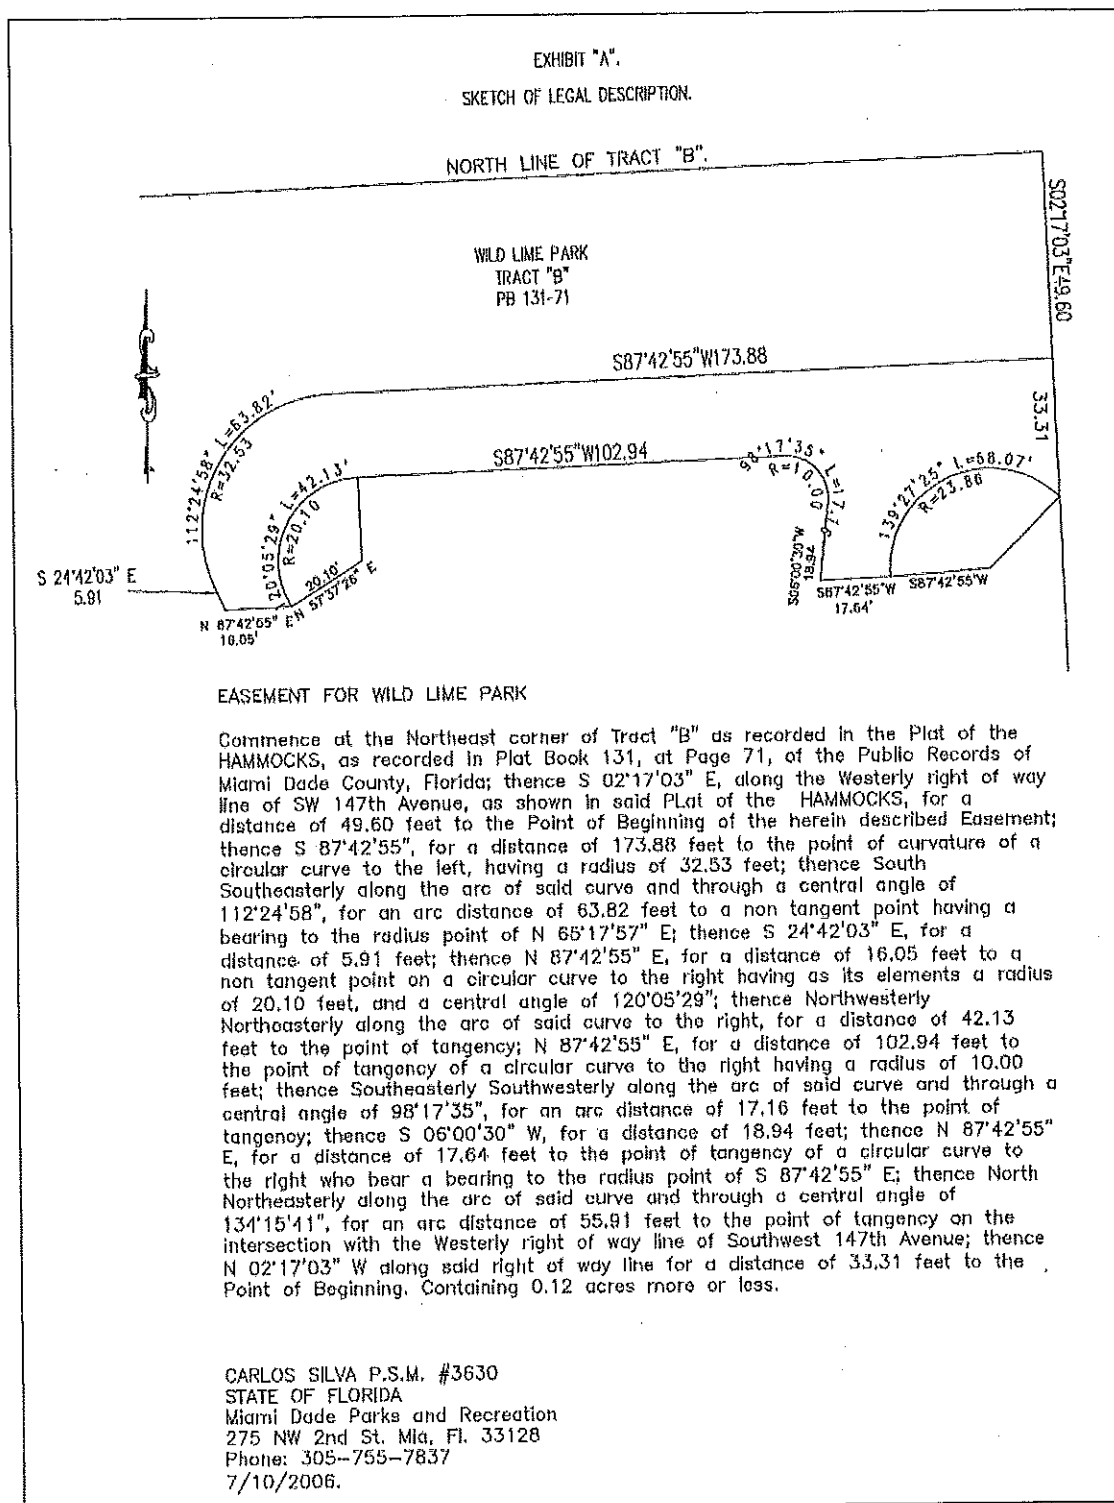 EXHIBIT "A".
SKETCH OF LEGAL DESCRIPTION.
NORTH LINE OF TRACT "B".
S02°17'03"E49.60
WILD LIME PARK
TRACT "B"
PB 131-71
S87°42'55"W173.88
33.31
112°24'58" L=63.82'
R=32.53
S87°42'55"W102.94
98°17'35" L=17.16
R=10.00
139°27'25" L=58.07'
R=23.86
20°05'29" L=42.13'
R=20.10
S 24°42'03" E
5.91
20.10'
N 57°37'26" E
N 87°42'55" E
16.05'
S06°00'30"W
18.94
S87°42'55"W
17.64'
S87°42'55"W
EASEMENT FOR WILD LIME PARK
Commence at the Northeast corner of Tract "B" as recorded in the Plat of the
HAMMOCKS, as recorded in Plat Book 131, at Page 71, of the Public Records of
Miami Dade County, Florida; thence S 02°17'03" E, along the Westerly right of way
line of SW 147th Avenue, as shown in said PLat of the HAMMOCKS, for a
distance of 49.60 feet to the Point of Beginning of the herein described Easement;
thence S 87°42'55", for a distance of 173.88 feet to the point of curvature of a
circular curve to the left, having a radius of 32.53 feet; thence South
Southeasterly along the arc of said curve and through a central angle of
112°24'58", for an arc distance of 63.82 feet to a non tangent point having a
bearing to the radius point of N 65°17'57" E; thence S 24°42'03" E, for a
distance of 5.91 feet; thence N 87°42'55" E, for a distance of 16.05 feet to a
non tangent point on a circular curve to the right having as its elements a radius
of 20.10 feet, and a central angle of 120°05'29"; thence Northwesterly
Northeasterly along the arc of said curve to the right, for a distance of 42.13
feet to the point of tangency; N 87°42'55" E, for a distance of 102.94 feet to
the point of tangency of a circular curve to the right having a radius of 10.00
feet; thence Southeasterly Southwesterly along the arc of said curve and through a
central angle of 98°17'35", for an arc distance of 17.16 feet to the point of
tangency; thence S 06°00'30" W, for a distance of 18.94 feet; thence N 87°42'55"
E, for a distance of 17.64 feet to the point of tangency of a circular curve to
the right who bear a bearing to the radius point of S 87°42'55" E; thence North
Northeasterly along the arc of said curve and through a central angle of
134°15'41", for an arc distance of 55.91 feet to the point of tangency on the
intersection with the Westerly right of way line of Southwest 147th Avenue; thence
N 02°17'03" W along said right of way line for a distance of 33.31 feet to the
Point of Beginning. Containing 0.12 acres more or less.
CARLOS SILVA P.S.M. #3630
STATE OF FLORIDA
Miami Dade Parks and Recreation
275 NW 2nd St. Mia, Fl. 33128
Phone: 305-755-7837
7/10/2006.